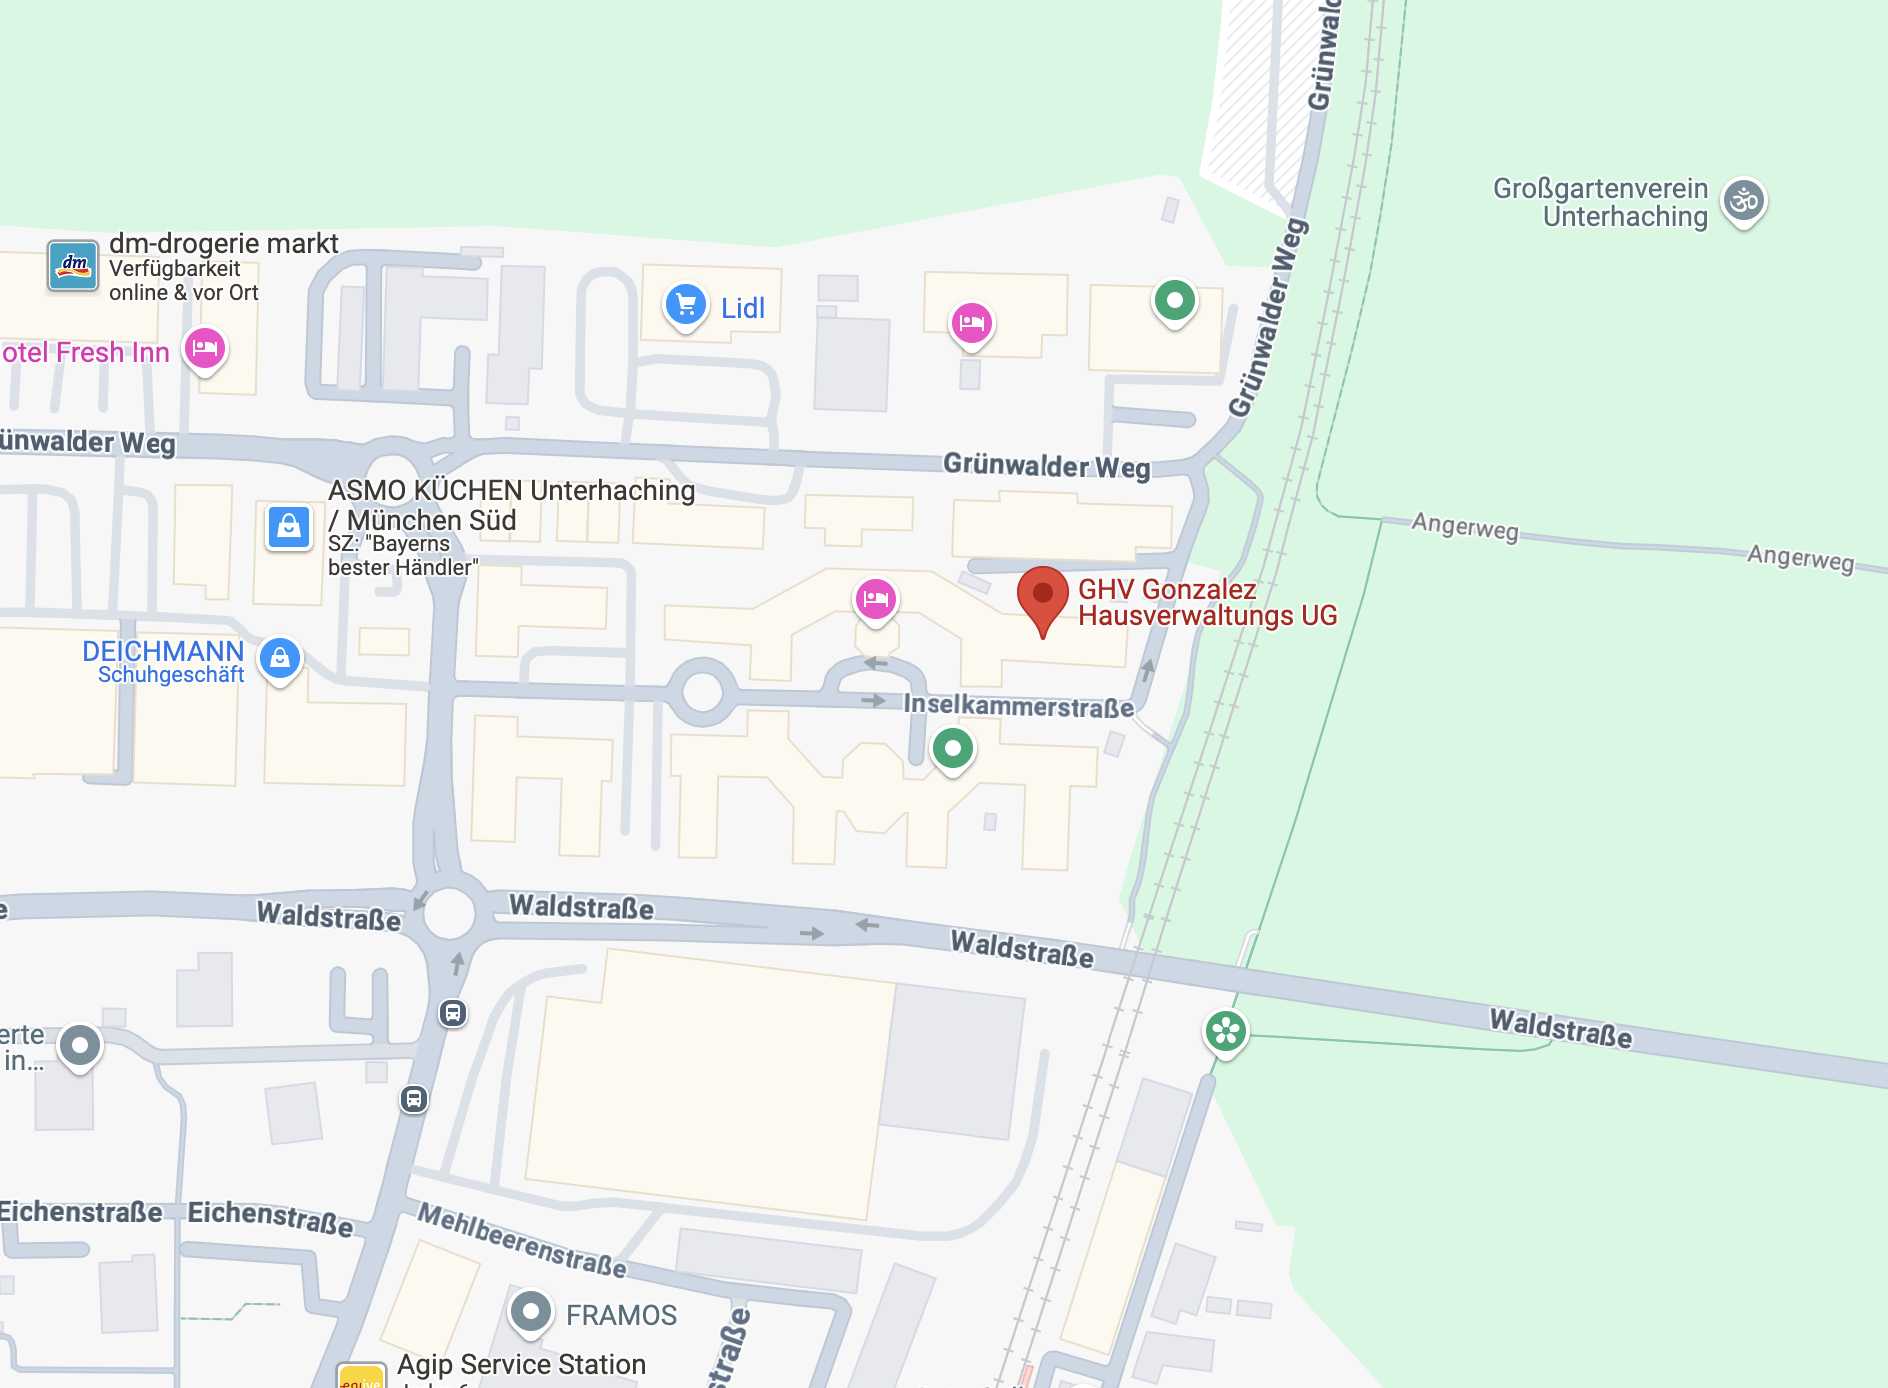 Grünwald
Großgartenverein
Unterhaching
dm
dm-drogerie markt
Verfügbarkeit
online & vor Ort
Grünwalder Weg
Lidl
otel Fresh Inn
ünwalder Weg
Grünwalder Weg
ASMO KÜCHEN Unterhaching
/ München Süd
SZ: "Bayerns
bester Händler"
Angerweg
Angerweg
GHV Gonzalez
Hausverwaltungs UG
DEICHMANN
Schuhgeschäft
Inselkammerstraße
Waldstraße
Waldstraße
Waldstraße
Waldstraße
erte
in...
Eichenstraße
Eichenstraße
Mehlbeerenstraße
FRAMOS
straße
Agip Service Station